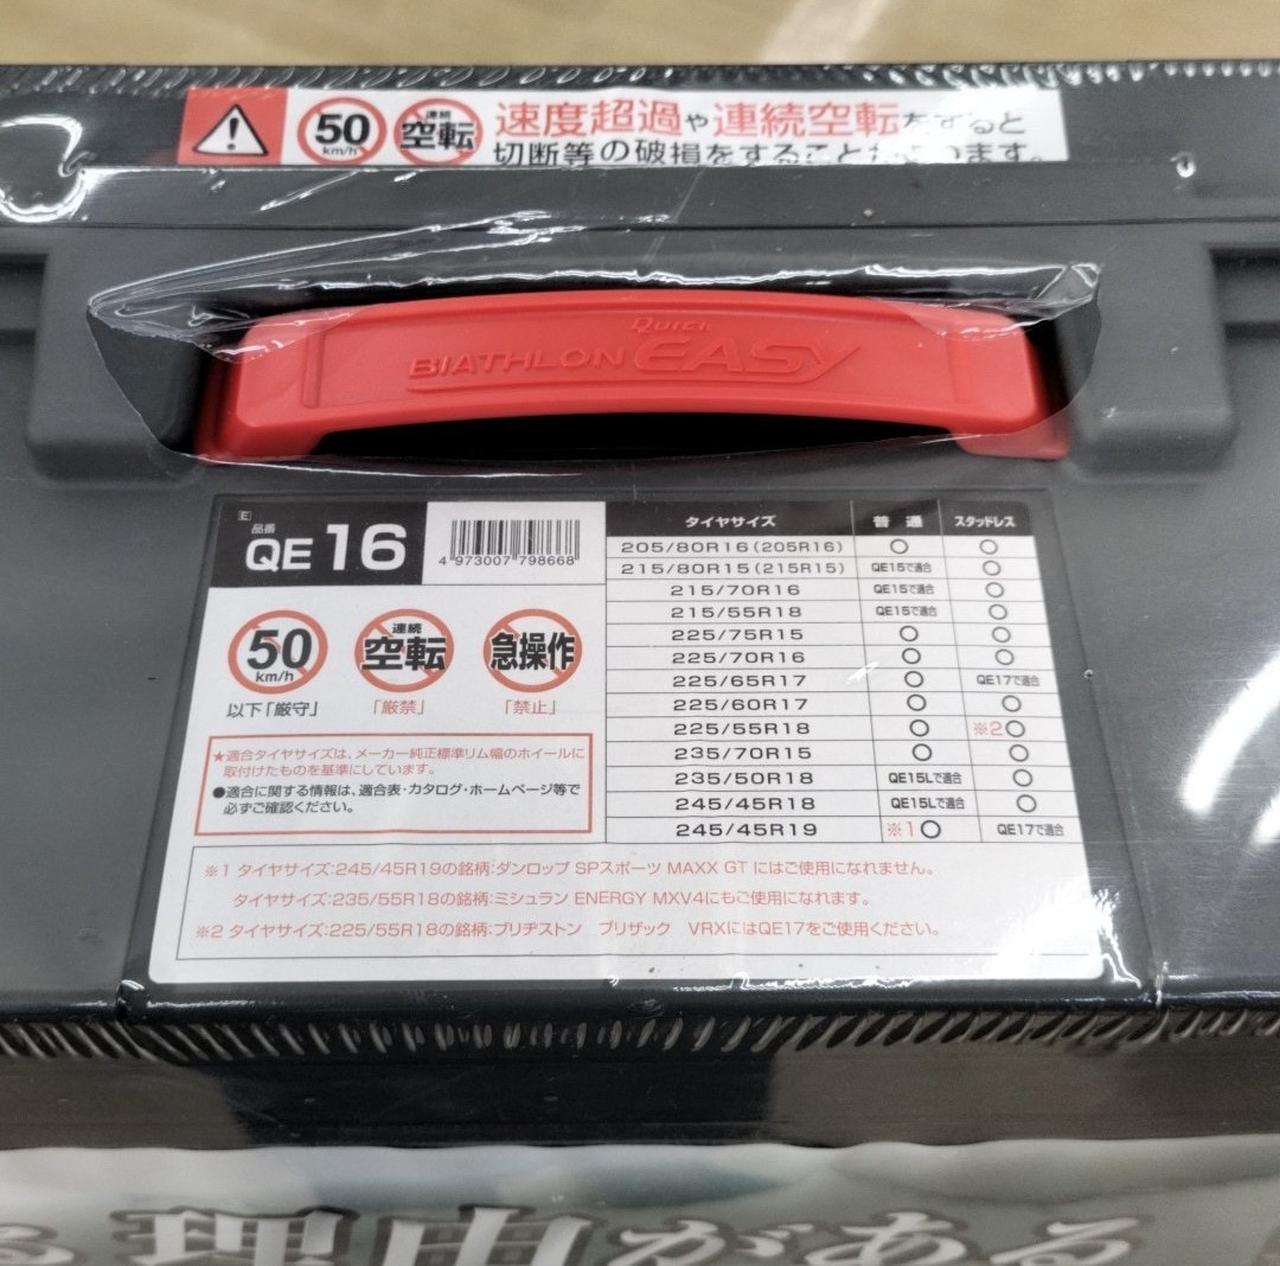 50
km/h
連続
空転
速度超過や連続空転をすると
切断等の破損をすることがあります。
QUICK
BIATHLON EASY
E
品番
QE 16
4 973007 798668
50
km/h
以下「厳守」
連続
空転
「厳禁」
急操作
「禁止」
★適合タイヤサイズは、メーカー純正標準リム幅のホイールに
取付けたものを基準にしています。
●適合に関する情報は、適合表・カタログ・ホームページ等で
必ずご確認ください。
タイヤサイズ 普通 スタッドレス
205/80R16(205R16) ○ ○
215/80R15(215R15) QE15で適合 ○
215/70R16 QE15で適合 ○
215/55R18 QE15で適合 ○
225/75R15 ○ ○
225/70R16 ○ ○
225/65R17 ○ QE17で適合
225/60R17 ○ ○
225/55R18 ○ ※2○
235/70R15 ○ ○
235/50R18 QE15Lで適合 ○
245/45R18 QE15Lで適合 ○
245/45R19 ※1○ QE17で適合
※1 タイヤサイズ:245/45R19の銘柄:ダンロップ SPスポーツ MAXX GT にはご使用になれません。
タイヤサイズ:235/55R18の銘柄:ミシュラン ENERGY MXV4にもご使用になれます。
※2 タイヤサイズ:225/55R18の銘柄:ブリヂストン ブリザック VRXにはQE17をご使用ください。
る理由がある